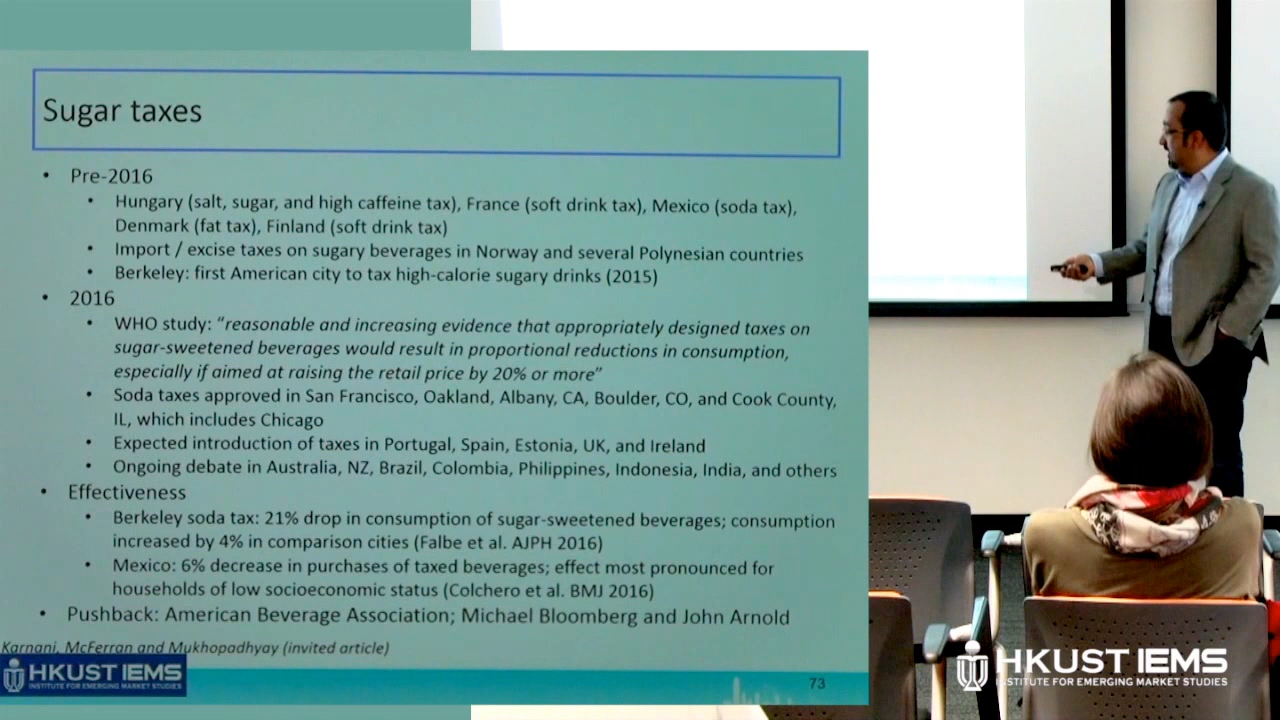 Sugar taxes
• Pre-2016
• Hungary (salt, sugar, and high caffeine tax), France (soft drink tax), Mexico (soda tax),
Denmark (fat tax), Finland (soft drink tax)
• Import / excise taxes on sugary beverages in Norway and several Polynesian countries
• Berkeley: first American city to tax high-calorie sugary drinks (2015)
• 2016
• WHO study: “reasonable and increasing evidence that appropriately designed taxes on
sugar-sweetened beverages would result in proportional reductions in consumption,
especially if aimed at raising the retail price by 20% or more”
• Soda taxes approved in San Francisco, Oakland, Albany, CA, Boulder, CO, and Cook County,
IL, which includes Chicago
• Expected introduction of taxes in Portugal, Spain, Estonia, UK, and Ireland
• Ongoing debate in Australia, NZ, Brazil, Colombia, Philippines, Indonesia, India, and others
• Effectiveness
• Berkeley soda tax: 21% drop in consumption of sugar-sweetened beverages; consumption
increased by 4% in comparison cities (Falbe et al. AJPH 2016)
• Mexico: 6% decrease in purchases of taxed beverages; effect most pronounced for
households of low socioeconomic status (Colchero et al. BMJ 2016)
• Pushback: American Beverage Association; Michael Bloomberg and John Arnold
Karnani, McFerran and Mukhopadhyay (invited article)
HKUST IEMS
INSTITUTE FOR EMERGING MARKET STUDIES
73
HKUST IEMS
INSTITUTE FOR EMERGING MARKET STUDIES